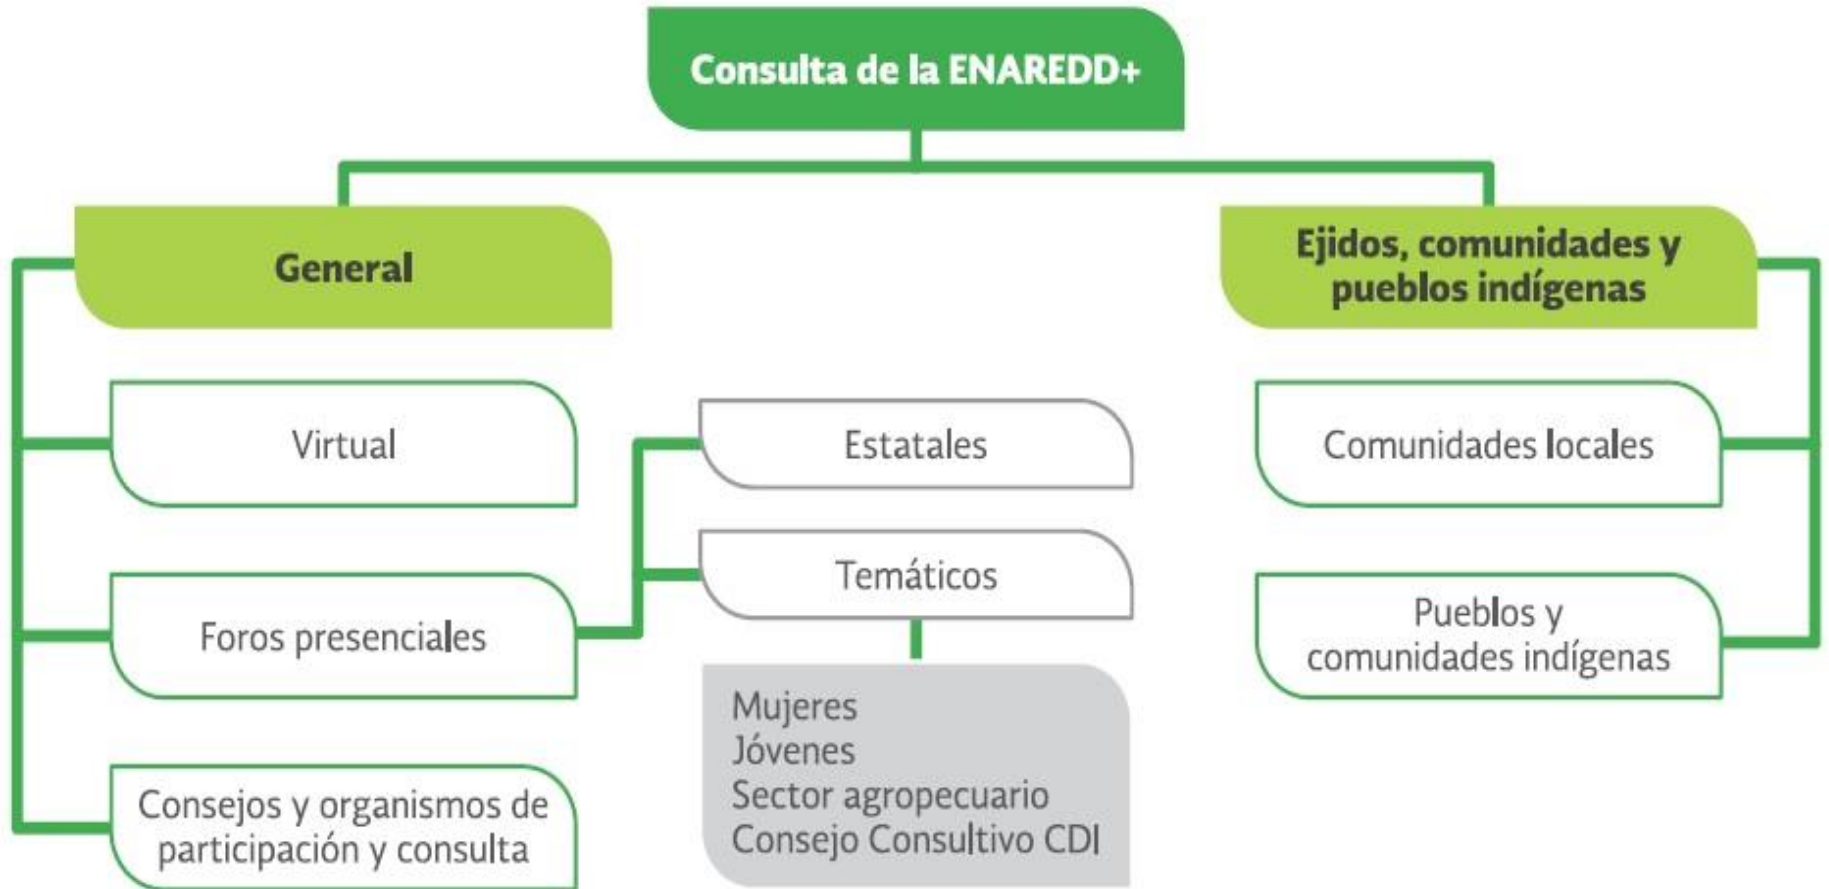 Consulta de la ENAREDD+
General
Ejidos, comunidades y
pueblos indígenas
Virtual
Foros presenciales
Consejos y organismos de
participación y consulta
Estatales
Temáticos
Mujeres
Jóvenes
Sector agropecuario
Consejo Consultivo CDI
Comunidades locales
Pueblos y
comunidades indígenas